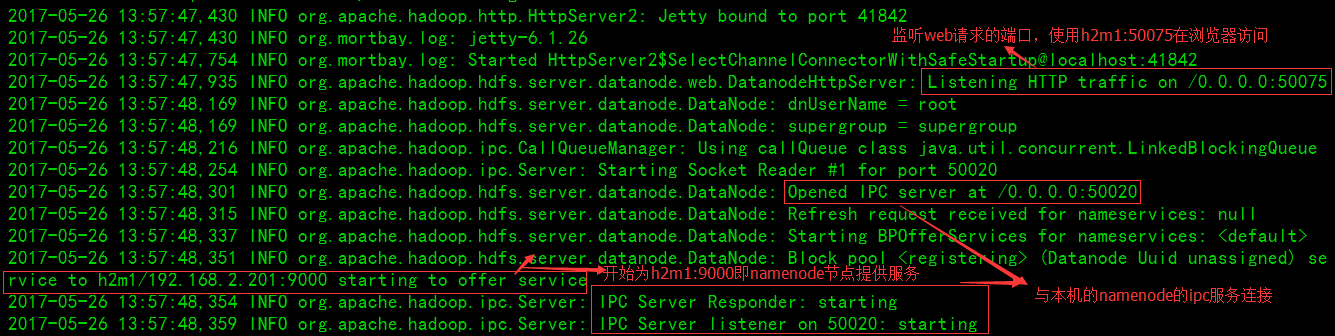 2017-05-26 13:57:47,430 INFO org.apache.hadoop.http.HttpServer2: Jetty bound to port 41842
2017-05-26 13:57:47,430 INFO org.mortbay.log: jetty-6.1.26
监听web请求的端口，使用h2m1:50075在浏览器访问
2017-05-26 13:57:47,754 INFO org.mortbay.log: Started HttpServer2$SelectChannelConnectorWithSafeStartup@localhost:41842
2017-05-26 13:57:47,935 INFO org.apache.hadoop.hdfs.server.datanode.web.DatanodeHttpServer: Listening HTTP traffic on /0.0.0.0:50075
2017-05-26 13:57:48,169 INFO org.apache.hadoop.hdfs.server.datanode.DataNode: dnUserName = root
2017-05-26 13:57:48,169 INFO org.apache.hadoop.hdfs.server.datanode.DataNode: supergroup = supergroup
2017-05-26 13:57:48,216 INFO org.apache.hadoop.ipc.CallQueueManager: Using callQueue class java.util.concurrent.LinkedBlockingQueue
2017-05-26 13:57:48,254 INFO org.apache.hadoop.ipc.Server: Starting Socket Reader #1 for port 50020
2017-05-26 13:57:48,301 INFO org.apache.hadoop.hdfs.server.datanode.DataNode: Opened IPC server at /0.0.0.0:50020
2017-05-26 13:57:48,315 INFO org.apache.hadoop.hdfs.server.datanode.DataNode: Refresh request received for nameservices: null
2017-05-26 13:57:48,337 INFO org.apache.hadoop.hdfs.server.datanode.DataNode: Starting BPOfferServices for nameservices: <default>
2017-05-26 13:57:48,351 INFO org.apache.hadoop.hdfs.server.datanode.DataNode: Block pool <registering> (Datanode Uuid unassigned) se
rvice to h2m1/192.168.2.201:9000 starting to offer service
开始为h2m1:9000即namenode节点提供服务
2017-05-26 13:57:48,354 INFO org.apache.hadoop.ipc.Server: IPC Server Responder: starting
与本机的namenode的ipc服务连接
2017-05-26 13:57:48,359 INFO org.apache.hadoop.ipc.Server: IPC Server listener on 50020: starting